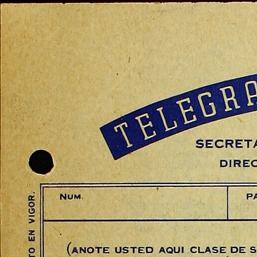 TELEGRA
SECRETA
DIREC
NUM.
PA
(ANOTE USTED AQUI CLASE DE S
TO EN VIGOR.